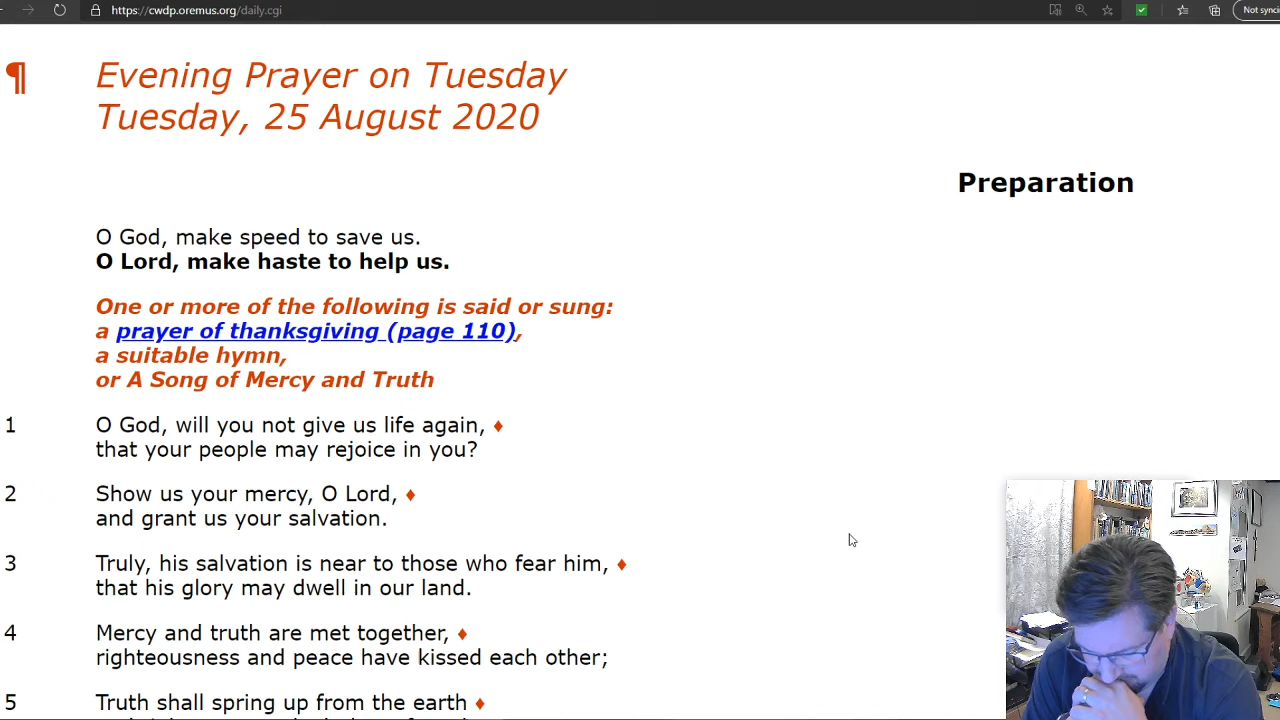 https://cwdp.oremus.org/daily.cgi
Not synci
¶ Evening Prayer on Tuesday
Tuesday, 25 August 2020
Preparation
O God, make speed to save us.
O Lord, make haste to help us.
One or more of the following is said or sung:
a prayer of thanksgiving (page 110),
a suitable hymn,
or A Song of Mercy and Truth
1 O God, will you not give us life again, ♦
that your people may rejoice in you?
2 Show us your mercy, O Lord, ♦
and grant us your salvation.
3 Truly, his salvation is near to those who fear him, ♦
that his glory may dwell in our land.
4 Mercy and truth are met together, ♦
righteousness and peace have kissed each other;
5 Truth shall spring up from the earth ♦